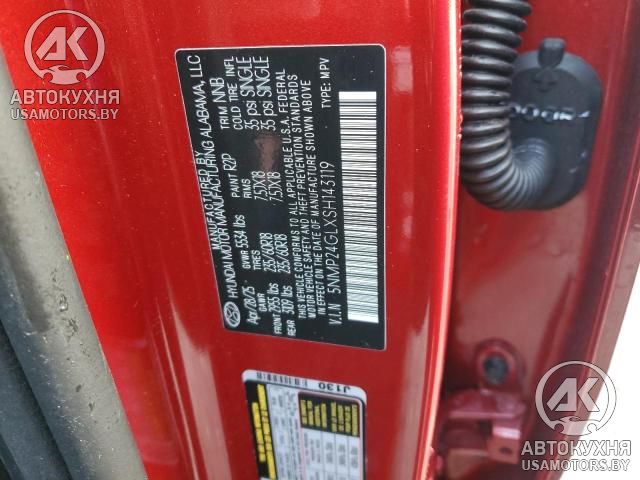 АВТОКУХНЯ
USAMOTORS.BY
MANUFACTURED BY
HYUNDAI MOTOR MANUFACTURING ALABAMA, LLC
Apr/28/25 GVWR 5534 lbs PAINT R2P TRIM NNB
GAWR TIRES RIMS COLD TIRE INFL
FRONT 2955 lbs 235/60R18 7.5JX18 35 psi SINGLE
REAR 3109 lbs 235/60R18 7.5JX18 35 psi SINGLE
THIS VEHICLE CONFORMS TO ALL APPLICABLE U.S.A. FEDERAL
MOTOR VEHICLE SAFETY AND THEFT PREVENTION STANDARDS
IN EFFECT ON THE DATE OF MANUFACTURE SHOWN ABOVE.
V.I.N 5NMP24GLXSH143119 TYPE: MPV
J130
АВТОКУХНЯ
USAMOTORS.BY